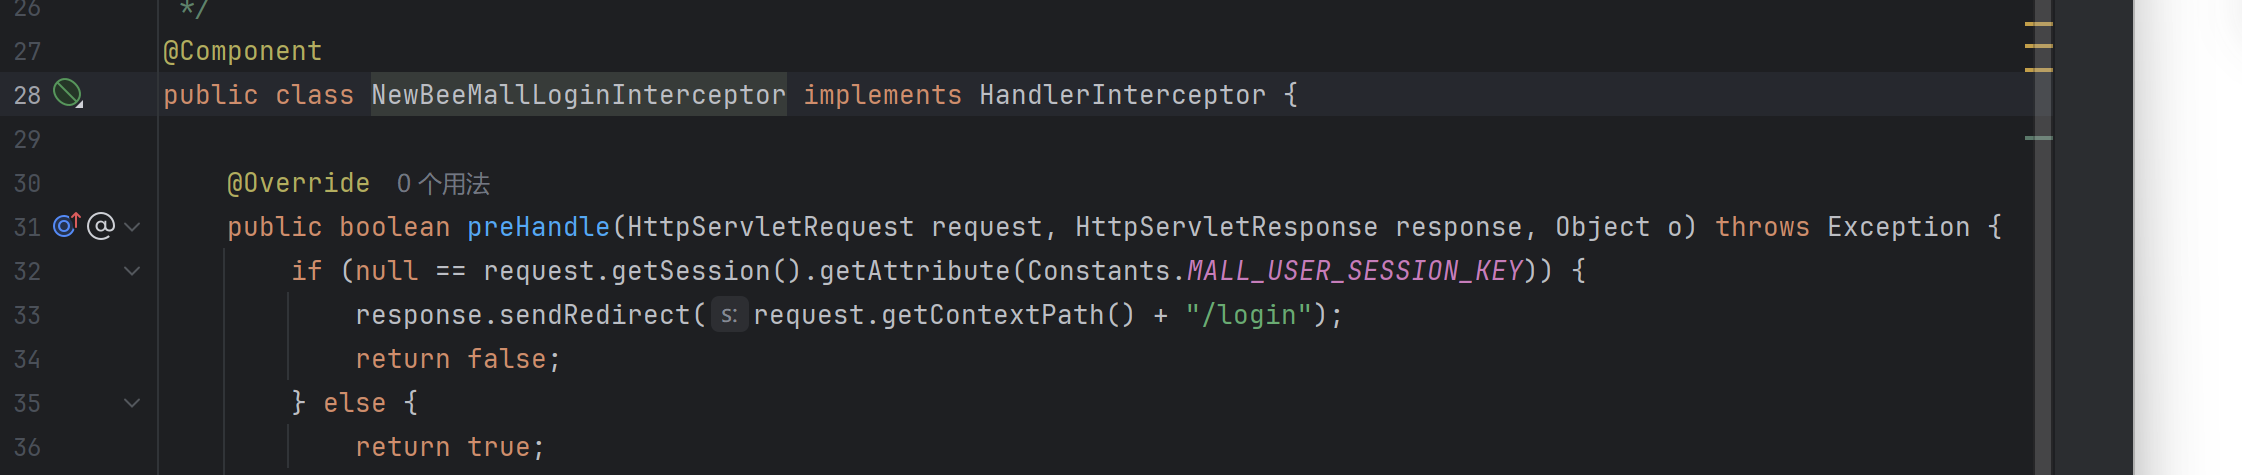 26 */
27 @Component
28 public class NewBeeMallLoginInterceptor implements HandlerInterceptor {
29
30 @Override 0 个用法
31 public boolean preHandle(HttpServletRequest request, HttpServletResponse response, Object o) throws Exception {
32 if (null == request.getSession().getAttribute(Constants.MALL_USER_SESSION_KEY)) {
33 response.sendRedirect( s: request.getContextPath() + "/login");
34 return false;
35 } else {
36 return true;